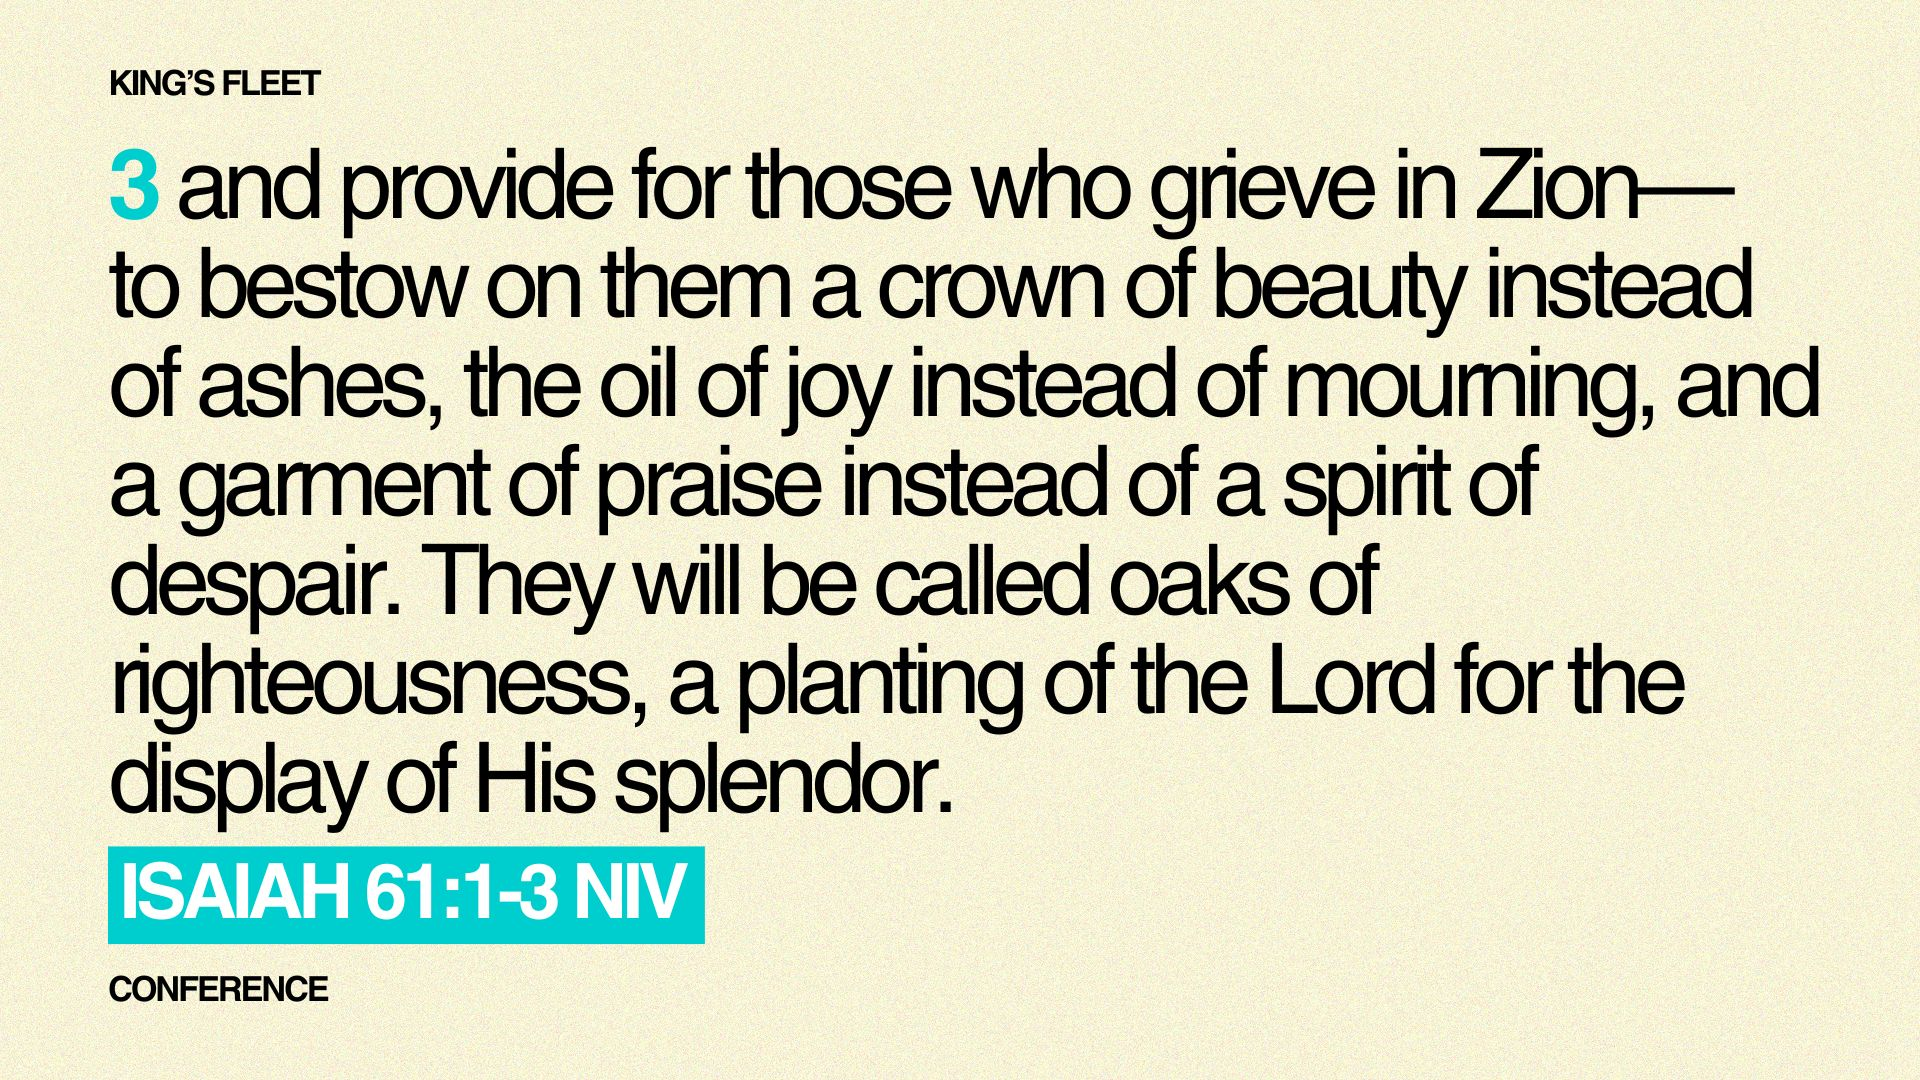 KING’S FLEET
3 and provide for those who grieve in Zion—
to bestow on them a crown of beauty instead
of ashes, the oil of joy instead of mourning, and
a garment of praise instead of a spirit of
despair. They will be called oaks of
righteousness, a planting of the Lord for the
display of His splendor.
ISAIAH 61:1-3 NIV
CONFERENCE